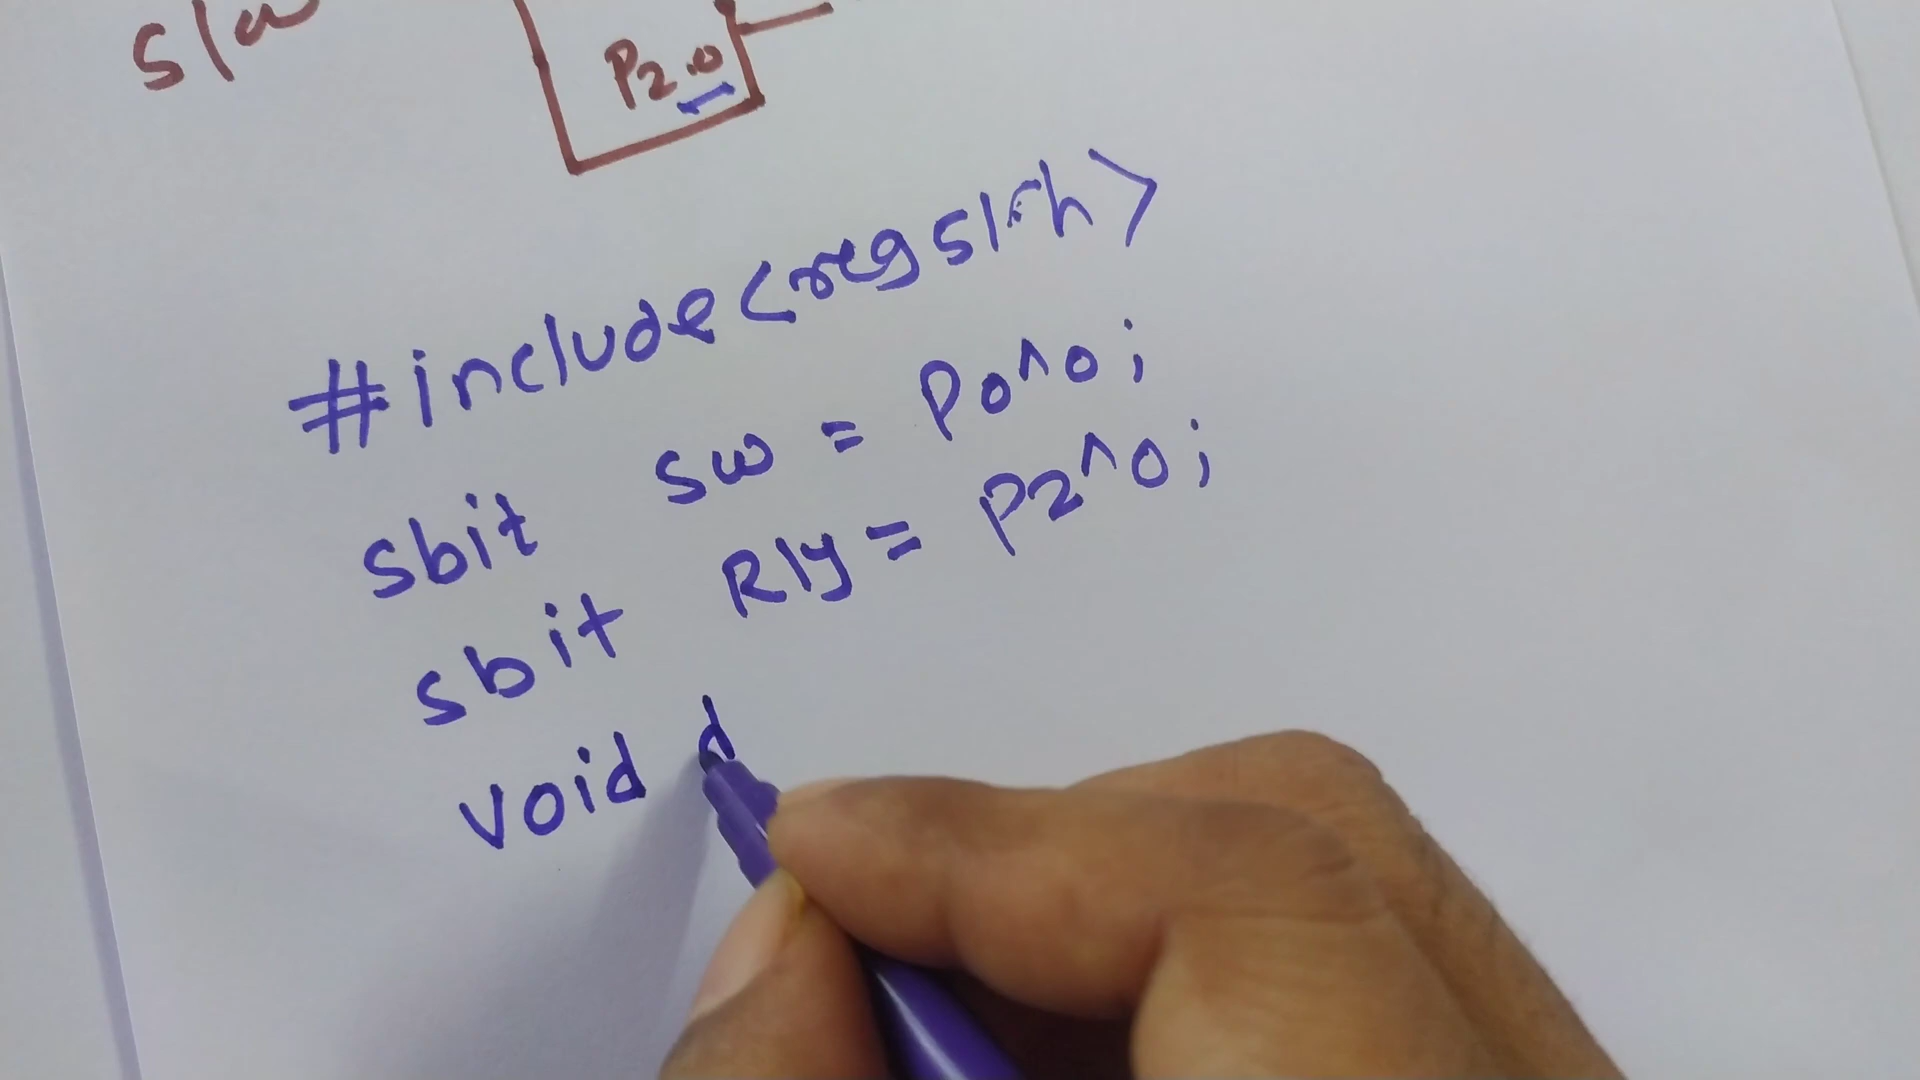 P2.0
#include<reg51.h>
sbit sw = P0^0;
sbit Rly = P2^0;
void d